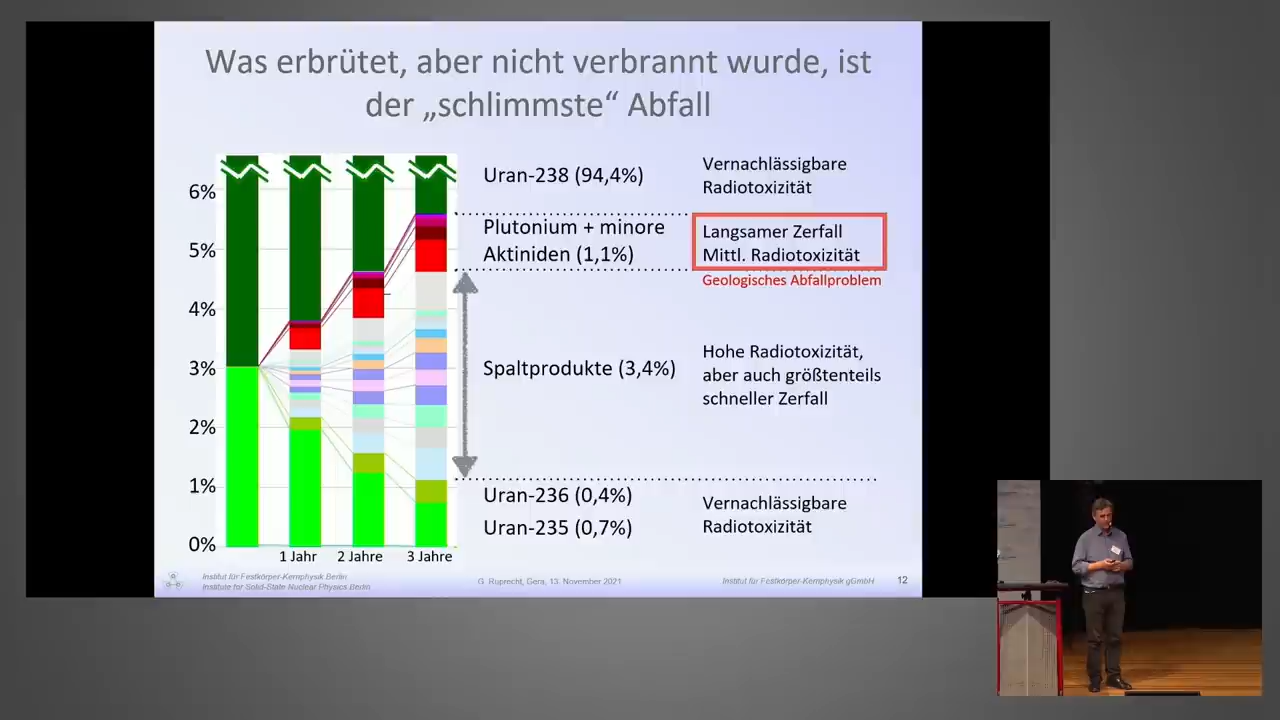 Was erbrütet, aber nicht verbrannt wurde, ist
der „schlimmste“ Abfall
6%
5%
4%
3%
2%
1%
0%
1 Jahr
2 Jahre
3 Jahre
Uran-238 (94,4%)
Vernachlässigbare
Radiotoxizität
Plutonium + minore
Aktiniden (1,1%)
Langsamer Zerfall
Mittl. Radiotoxizität
Geologisches Abfallproblem
Spaltprodukte (3,4%)
Hohe Radiotoxizität,
aber auch größtenteils
schneller Zerfall
Uran-236 (0,4%)
Uran-235 (0,7%)
Vernachlässigbare
Radiotoxizität
Institut für Festkörper-Kernphysik Berlin
Institute for Solid-State Nuclear Physics Berlin
G. Ruprecht, Gera, 13. November 2021
Institut für Festkörper-Kernphysik gGmbH
12